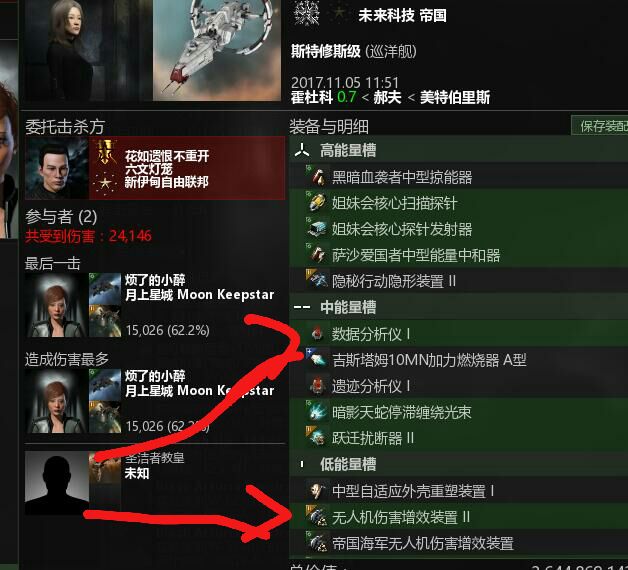 未来科技 帝国
斯特修斯级 (巡洋舰)
2017.11.05 11:51
霍杜科 0.7 < 郝夫 < 美特伯里斯
委托击杀方
花如遗恨不重开
六文灯笼
新伊甸自由联邦
参与者 (2)
共受到伤害：24,146
最后一击
烦了的小醉
月上星城 Moon Keepstar
15,026 (62.2%)
造成伤害最多
烦了的小醉
月上星城 Moon Keepstar
15,026 (62.2%)
圣洁者教皇
未知
装备与明细
保存装配
高能量槽
黑暗血袭者中型掠能器
姐妹会核心扫描探针
姐妹会核心探针发射器
萨沙爱国者中型能量中和器
隐秘行动隐形装置 II
中能量槽
数据分析仪 I
吉斯塔姆10MN加力燃烧器 A型
遗迹分析仪 I
暗影天蛇停滞缠绕光束
跃迁扰断器 II
低能量槽
中型自适应外壳重塑装置 I
无人机伤害增效装置 II
帝国海军无人机伤害增效装置